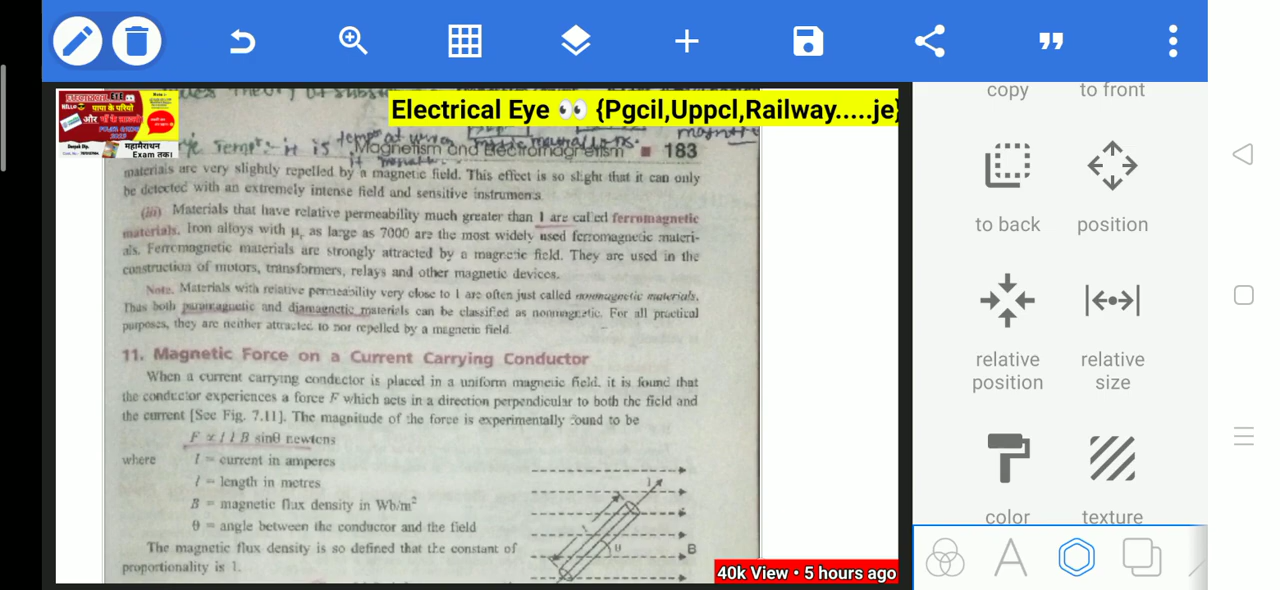 copy
to front
Electrical Eye 👀 {Pgcil,Uppcl,Railway.....je}
HELLO
पापा के परियो
और
महामैराथन
Exam तक।
Tempr: it is
Magnetism and Electromagnetism ■ 183
materials are very slightly repelled by a magnetic field. This effect is so slight that it can only
be detected with an extremely intense field and sensitive instruments
(iii) Materials that have relative permeability much greater than 1 are called ferromagnetic
materials. Iron alloys with μr as large as 7000 are the most widely used ferromagnetic materi-
als. Ferromagnetic materials are strongly attracted by a magnetic field. They are used in the
construction of motors, transformers, relays and other magnetic devices.
Note. Materials with relative permeability very close to 1 are often just called nonmagnetic materials.
Thus both paramagnetic and diamagnetic materials can be classified as nonmagnetic. For all practical
purposes, they are neither attracted to nor repelled by a magnetic field.
11. Magnetic Force on a Current Carrying Conductor
When a current carrying conductor is placed in a uniform magnetic field, it is found that
the conductor experiences a force F which acts in a direction perpendicular to both the field and
the current [See Fig. 7.11]. The magnitude of the force is experimentally found to be
F ∝ I l B sinθ newtons
where I = current in amperes
l = length in metres
B = magnetic flux density in Wb/m²
θ = angle between the conductor and the field
The magnetic flux density is so defined that the constant of
proportionality is 1.
I
l
θ
B
40k View • 5 hours ago
to back
position
relative
position
relative
size
color
texture